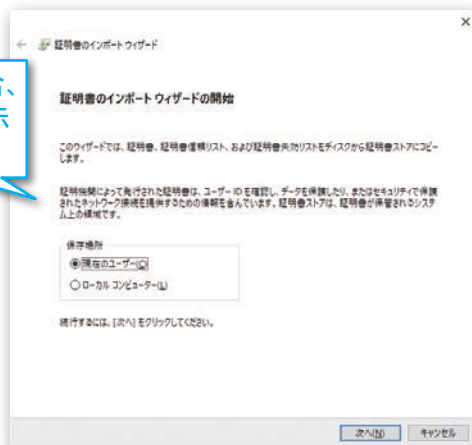 ×
← 証明書のインポート ウィザード
証明書のインポート ウィザードの開始
このウィザードでは、証明書、証明書信頼リスト、および証明書失効リストをディスクから証明書ストアにコピー
します。
証明機関によって発行された証明書は、ユーザー ID を確認し、データを保護したり、またはセキュリティで保護
されたネットワーク接続を提供するための情報を含んでいます。証明書ストアは、証明書が保管されるシステ
ム上の領域です。
保存場所
現在のユーザー(C)
ローカル コンピューター(L)
続行するには、[次へ] をクリックしてください。
次へ(N) キャンセル